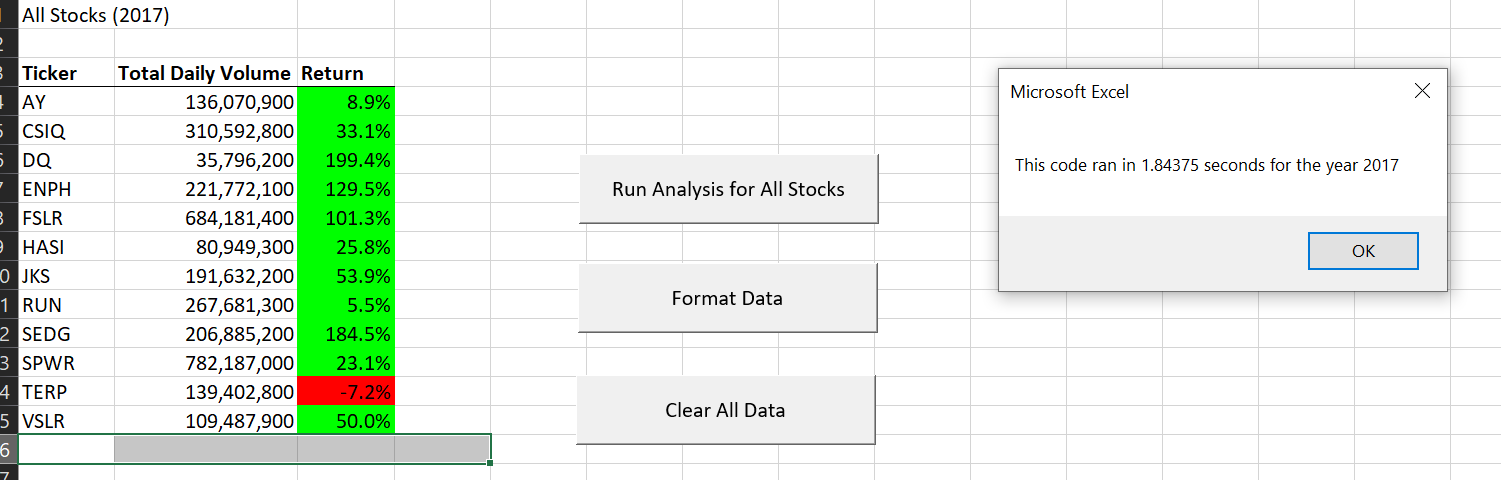 All Stocks (2017)
Ticker Total Daily Volume Return
AY 136,070,900 8.9%
CSIQ 310,592,800 33.1%
DQ 35,796,200 199.4%
ENPH 221,772,100 129.5%
FSLR 684,181,400 101.3%
HASI 80,949,300 25.8%
JKS 191,632,200 53.9%
RUN 267,681,300 5.5%
SEDG 206,885,200 184.5%
SPWR 782,187,000 23.1%
TERP 139,402,800 -7.2%
VSLR 109,487,900 50.0%
Run Analysis for All Stocks
Format Data
Clear All Data
Microsoft Excel
This code ran in 1.84375 seconds for the year 2017
OK